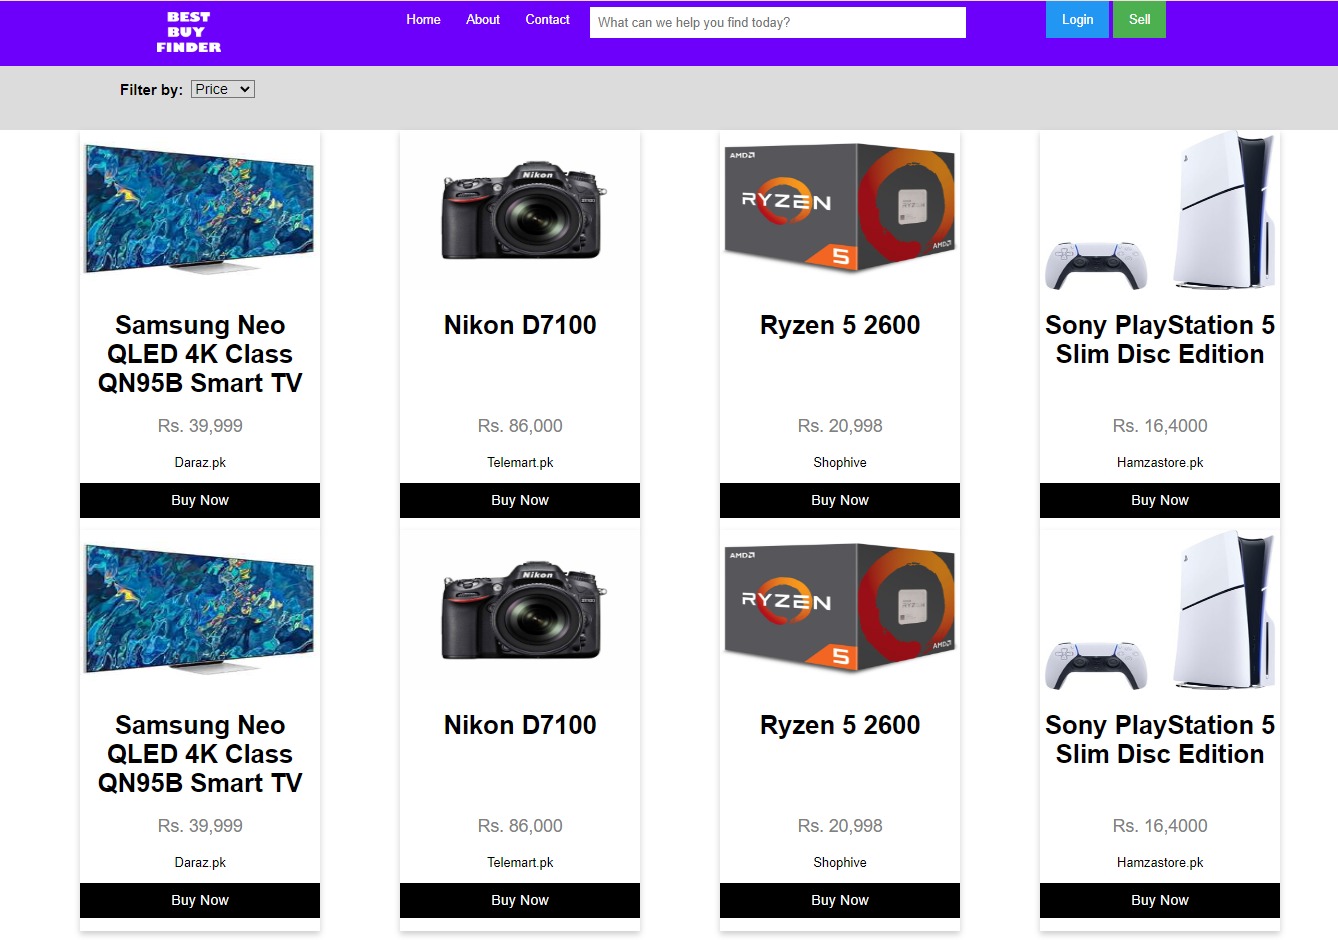 BEST
BUY
FINDER
Home About Contact What can we help you find today? Login Sell
Filter by: Price
Nikon
AMD
RYZEN
RYZEN
5
AMD
Samsung Neo
QLED 4K Class
QN95B Smart TV
Rs. 39,999
Daraz.pk
Buy Now
Nikon D7100
Rs. 86,000
Telemart.pk
Buy Now
Ryzen 5 2600
Rs. 20,998
Shophive
Buy Now
Sony PlayStation 5
Slim Disc Edition
Rs. 16,4000
Hamzastore.pk
Buy Now
Nikon
AMD
RYZEN
RYZEN
5
AMD
Samsung Neo
QLED 4K Class
QN95B Smart TV
Rs. 39,999
Daraz.pk
Buy Now
Nikon D7100
Rs. 86,000
Telemart.pk
Buy Now
Ryzen 5 2600
Rs. 20,998
Shophive
Buy Now
Sony PlayStation 5
Slim Disc Edition
Rs. 16,4000
Hamzastore.pk
Buy Now